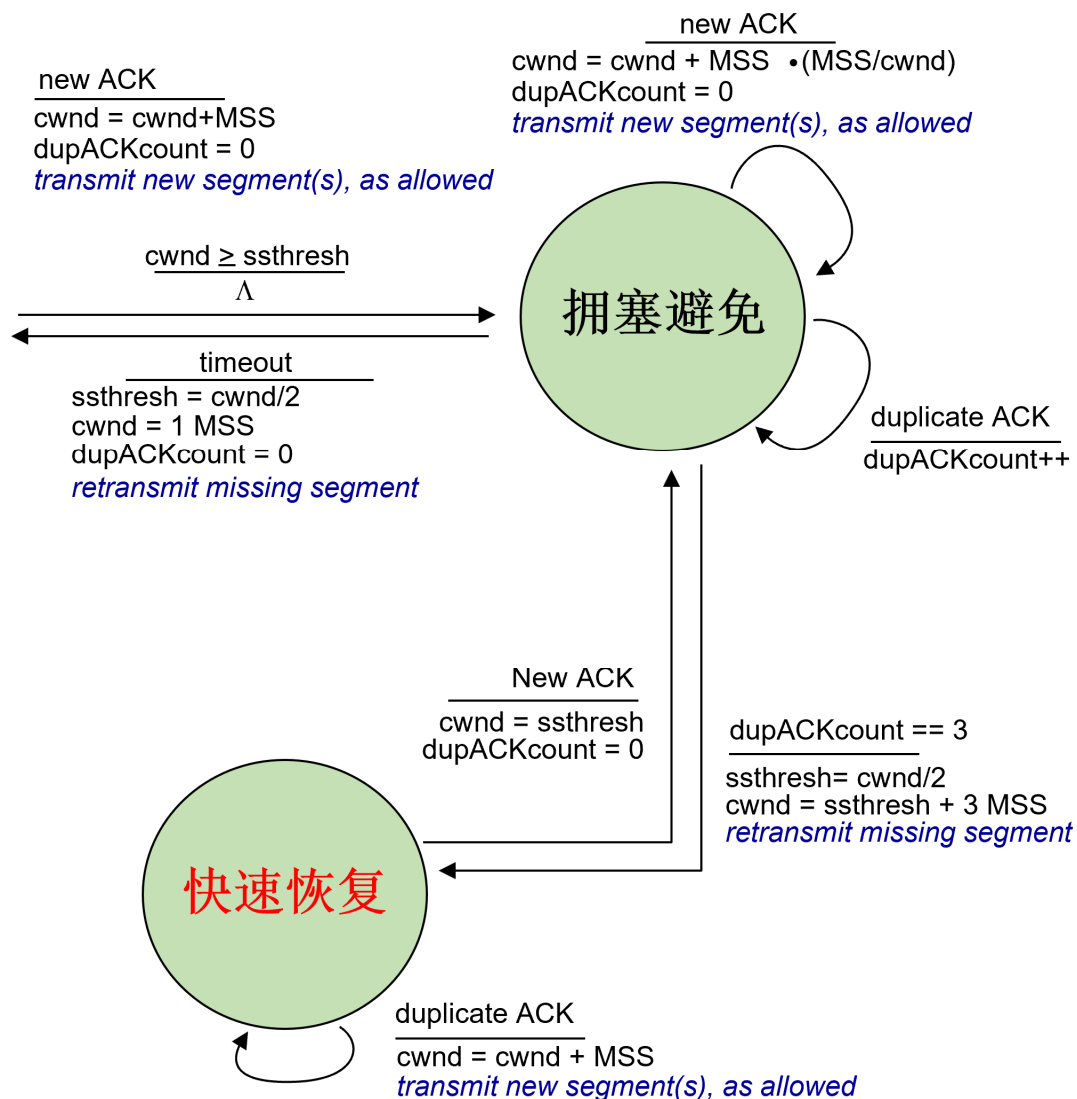 new ACK
cwnd = cwnd + MSS •(MSS/cwnd)
dupACKcount = 0
transmit new segment(s), as allowed
new ACK
cwnd = cwnd+MSS
dupACKcount = 0
transmit new segment(s), as allowed
cwnd ≥ ssthresh
Λ
拥塞避免
timeout
ssthresh = cwnd/2
cwnd = 1 MSS
dupACKcount = 0
retransmit missing segment
duplicate ACK
dupACKcount++
New ACK
cwnd = ssthresh
dupACKcount = 0
dupACKcount == 3
ssthresh= cwnd/2
cwnd = ssthresh + 3 MSS
retransmit missing segment
快速恢复
duplicate ACK
cwnd = cwnd + MSS
transmit new segment(s), as allowed